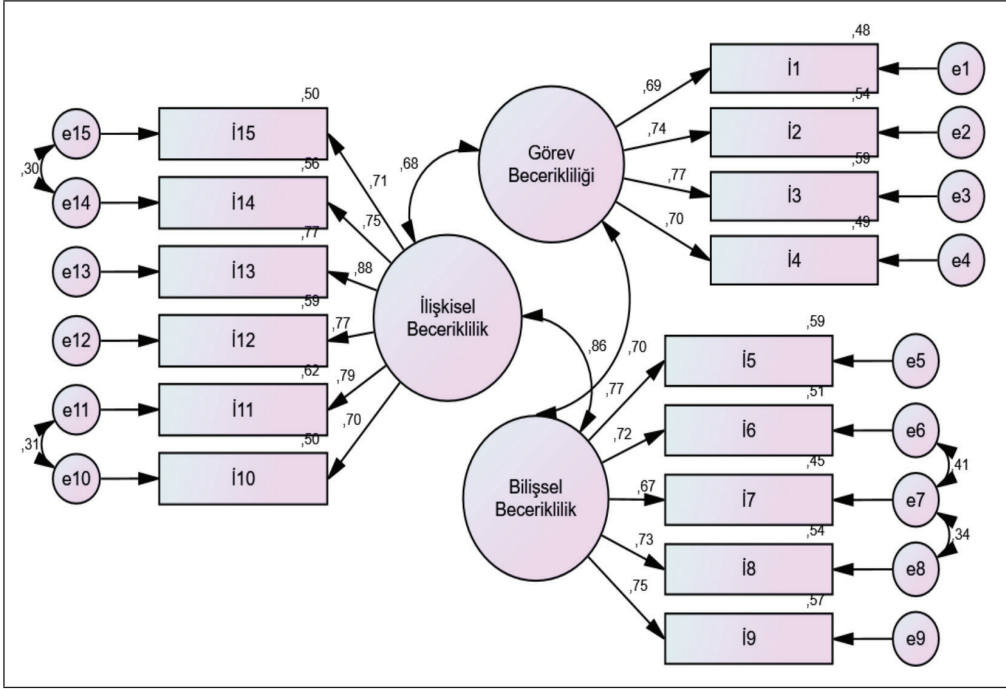 ,48
İ1
e1
,69
,50
e15
İ15
,54
İ2
e2
,74
Görev
Becerikliliği
,68
,30
,71
,56
e14
İ14
,59
İ3
e3
,77
,75
,70
,77
e13
İ13
,49
İ4
e4
,88
,59
İlişkisel
Beceriklilik
e12
İ12
,77
,86
,70
,59
İ5
e5
,62
,79
,77
e11
İ11
,51
,70
,72
İ6
e6
,31
,50
,45
,41
e10
İ10
Bilişsel
Beceriklilik
,67
İ7
e7
,54
,34
,73
İ8
e8
,75
,57
İ9
e9